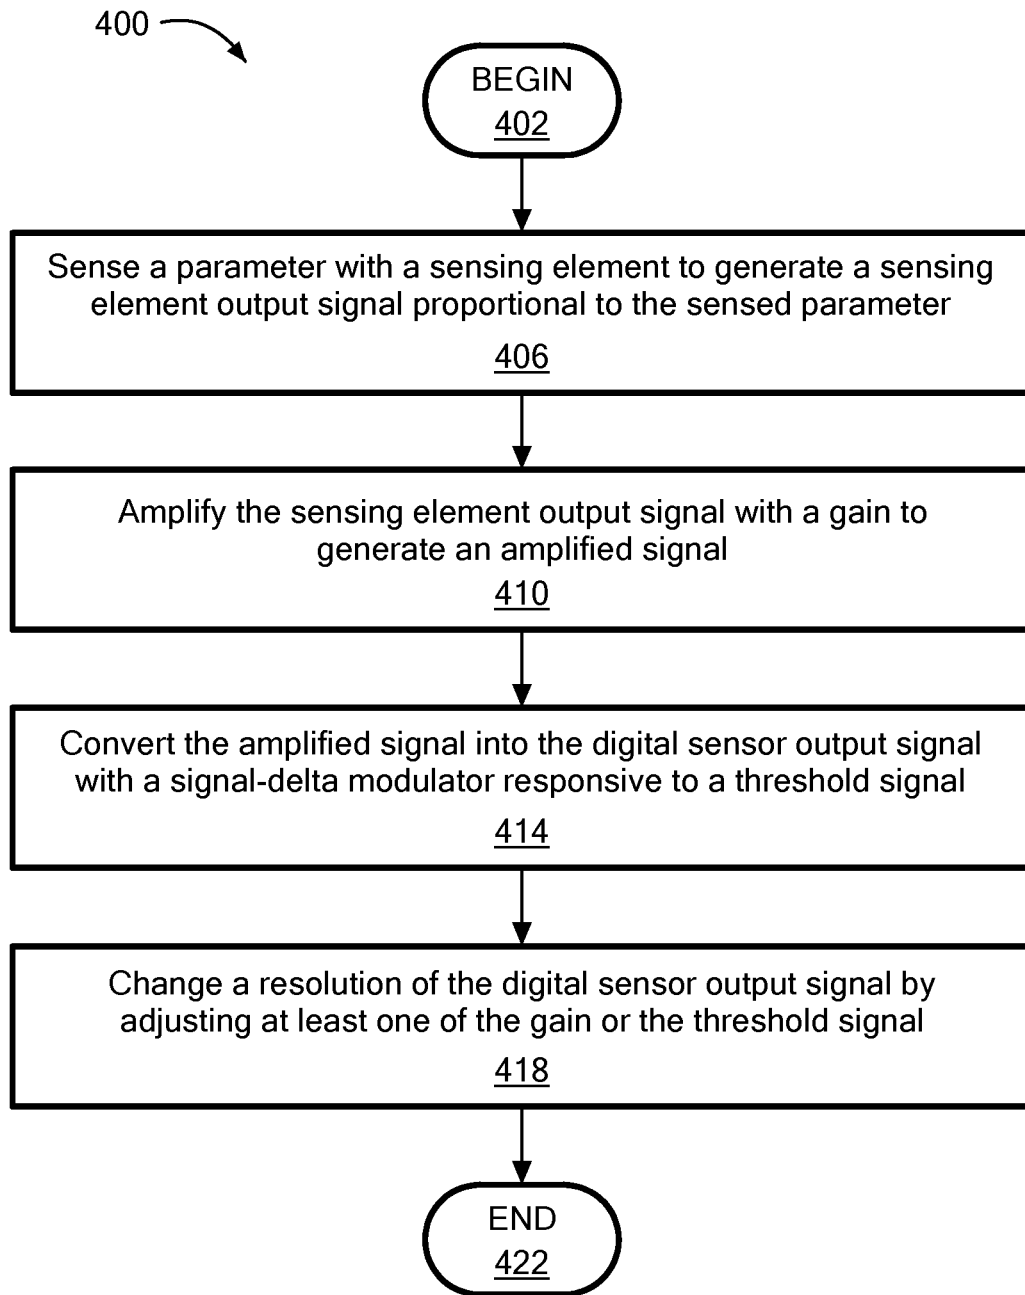 400
BEGIN
402
Sense a parameter with a sensing element to generate a sensing
element output signal proportional to the sensed parameter
406
Amplify the sensing element output signal with a gain to
generate an amplified signal
410
Convert the amplified signal into the digital sensor output signal
with a signal-delta modulator responsive to a threshold signal
414
Change a resolution of the digital sensor output signal by
adjusting at least one of the gain or the threshold signal
418
END
422